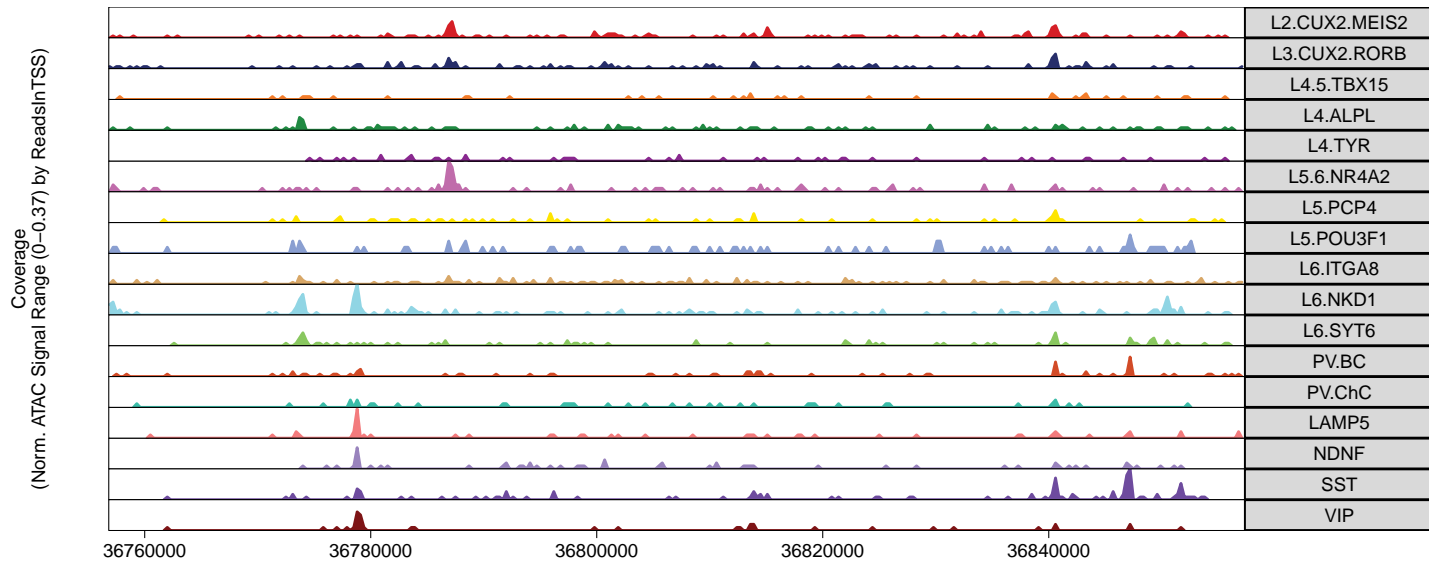 Coverage
(Norm. ATAC Signal Range (0−0.37) by ReadsInTSS)
L2.CUX2.MEIS2
L3.CUX2.RORB
L4.5.TBX15
L4.ALPL
L4.TYR
L5.6.NR4A2
L5.PCP4
L5.POU3F1
L6.ITGA8
L6.NKD1
L6.SYT6
PV.BC
PV.ChC
LAMP5
NDNF
SST
VIP
36760000 36780000 36800000 36820000 36840000